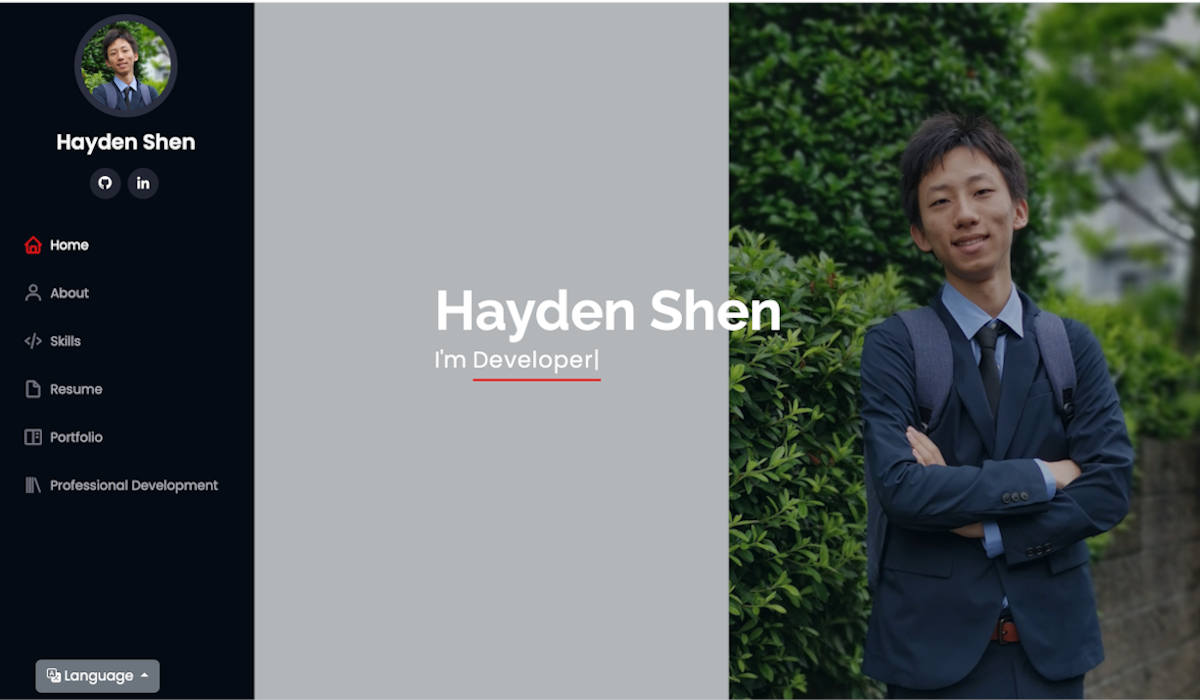 Hayden Shen
in
Home
About
Skills
Resume
Portfolio
Professional Development
Language
Hayden Shen
I'm Developer|